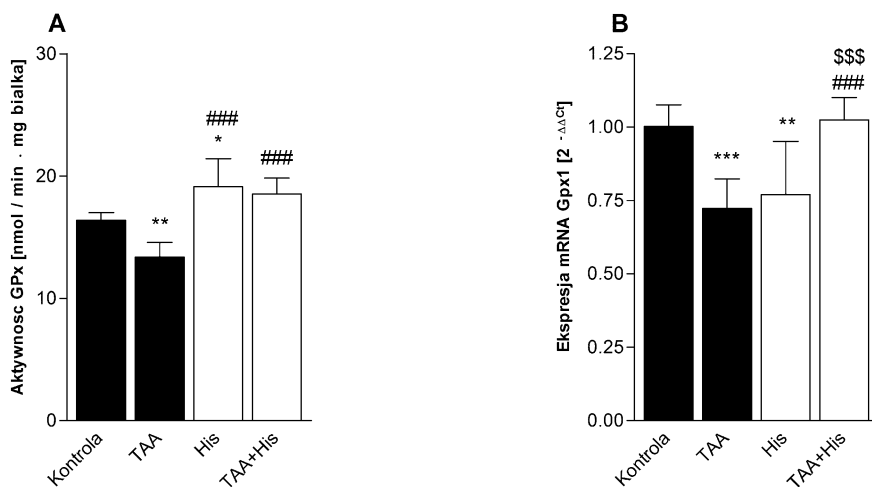 A
Aktywnosc GPx [nmol / min · mg bialka]
30
20
10
0
**
###
*
###
Kontrola
TAA
His
TAA+His
B
Ekspresja mRNA Gpx1 [2 -ΔΔCt]
1.25
1.00
0.75
0.50
0.25
0.00
***
**
$$$
###
Kontrola
TAA
His
TAA+His